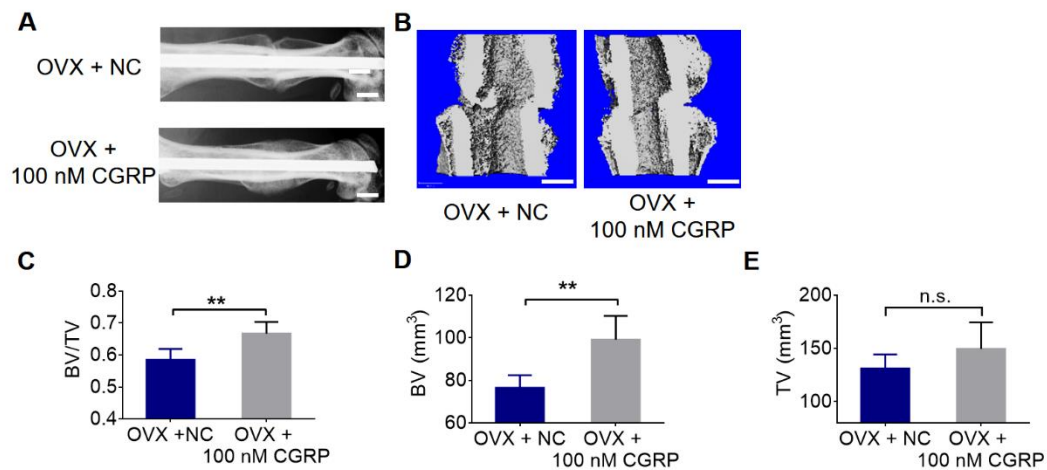 A
OVX + NC
OVX +
100 nM CGRP
B
OVX + NC
OVX +
100 nM CGRP
C
BV/TV
0.8
0.7
0.6
0.5
0.4
**
OVX +NC
OVX +
100 nM CGRP
D
BV (mm³)
120
100
80
60
**
OVX + NC
OVX +
100 nM CGRP
E
TV (mm³)
200
150
100
n.s.
OVX + NC
OVX +
100 nM CGRP